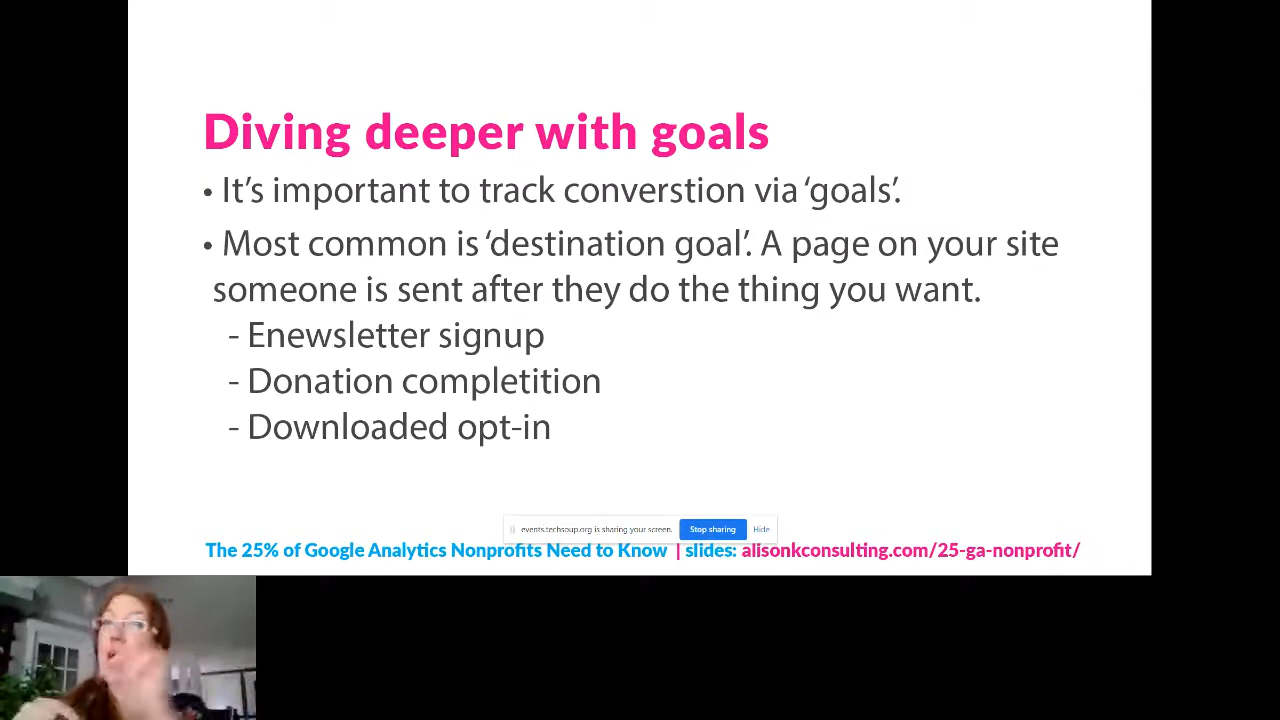 Diving deeper with goals
• It's important to track converstion via ‘goals’.
• Most common is ‘destination goal’. A page on your site
someone is sent after they do the thing you want.
- Enewsletter signup
- Donation completition
- Downloaded opt-in
events.techsoup.org is sharing your screen. Stop sharing Hide
The 25% of Google Analytics Nonprofits Need to Know | slides: alisonkconsulting.com/25-ga-nonprofit/